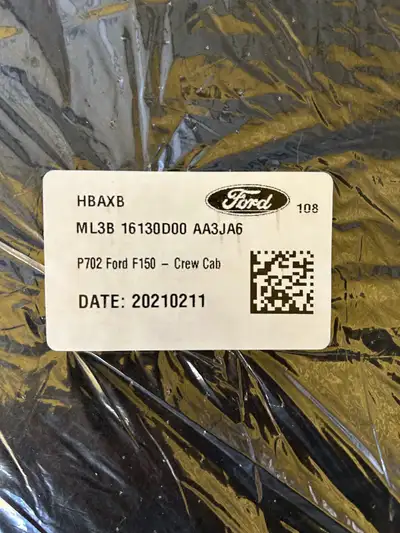 HBAXB
Ford
108
ML3B 16130D00 AA3JA6
P702 Ford F150 – Crew Cab
DATE: 20210211